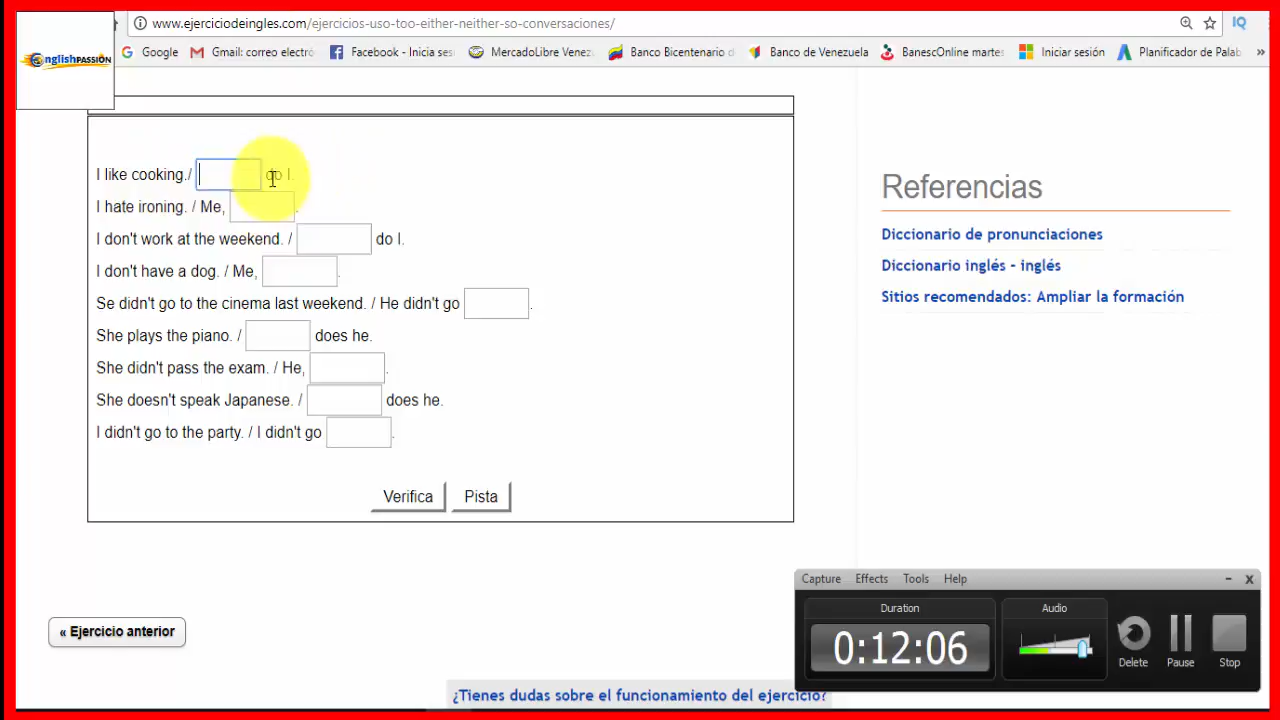 www.ejerciciodeingles.com/ejercicios-uso-too-either-neither-so-conversaciones/
IQ
nglishPASSIÓN
Google
Gmail: correo electró
Facebook - Inicia ses
MercadoLibre Venez
Banco Bicentenario d
Banco de Venezuela
BanescOnline martes
Iniciar sesión
Planificador de Palab
»
I like cooking./ do I.
I hate ironing. / Me, .
I don't work at the weekend. / do I.
I don't have a dog. / Me, .
Se didn't go to the cinema last weekend. / He didn't go .
She plays the piano. / does he.
She didn't pass the exam. / He, .
She doesn't speak Japanese. / does he.
I didn't go to the party. / I didn't go .
Verifica Pista
Referencias
Diccionario de pronunciaciones
Diccionario inglés - inglés
Sitios recomendados: Ampliar la formación
« Ejercicio anterior
¿Tienes dudas sobre el funcionamiento del ejercicio?
Capture Effects Tools Help
Duration
0:12:06
Audio
Delete Pause Stop